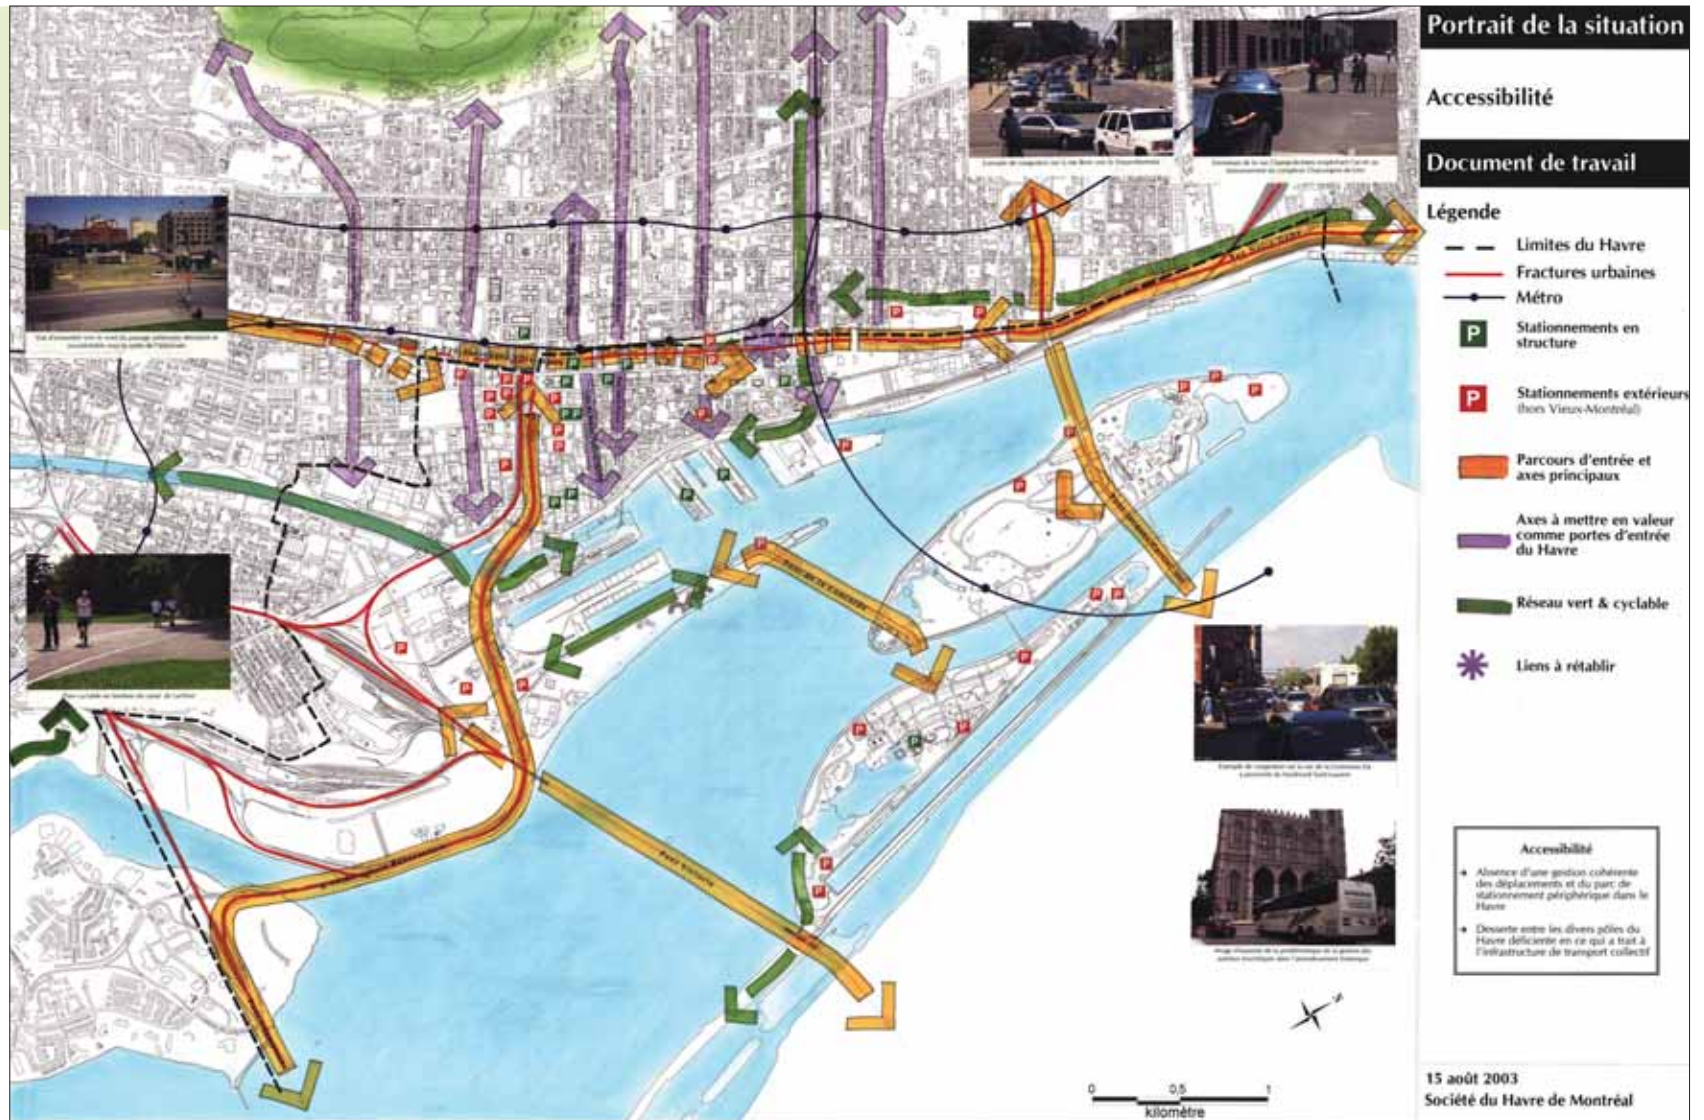 Portrait de la situation
Accessibilité
Document de travail
Légende
Limites du Havre
Fractures urbaines
Métro
P
Stationnements en
structure
P
Stationnements extérieurs
(hors Vieux-Montréal)
Parcours d'entrée et
axes principaux
Axes à mettre en valeur
comme portes d'entrée
du Havre
Réseau vert & cyclable
Liens à rétablir
Accessibilité
Absence d'une gestion cohérente
des déplacements et du parc de
stationnement périphérique dans le
Havre
Desserte entre les divers pôles du
Havre déficiente en ce qui a trait à
l'infrastructure de transport collectif
15 août 2003
Société du Havre de Montréal
Pont Victoria
0 0,5 1
kilomètre
N